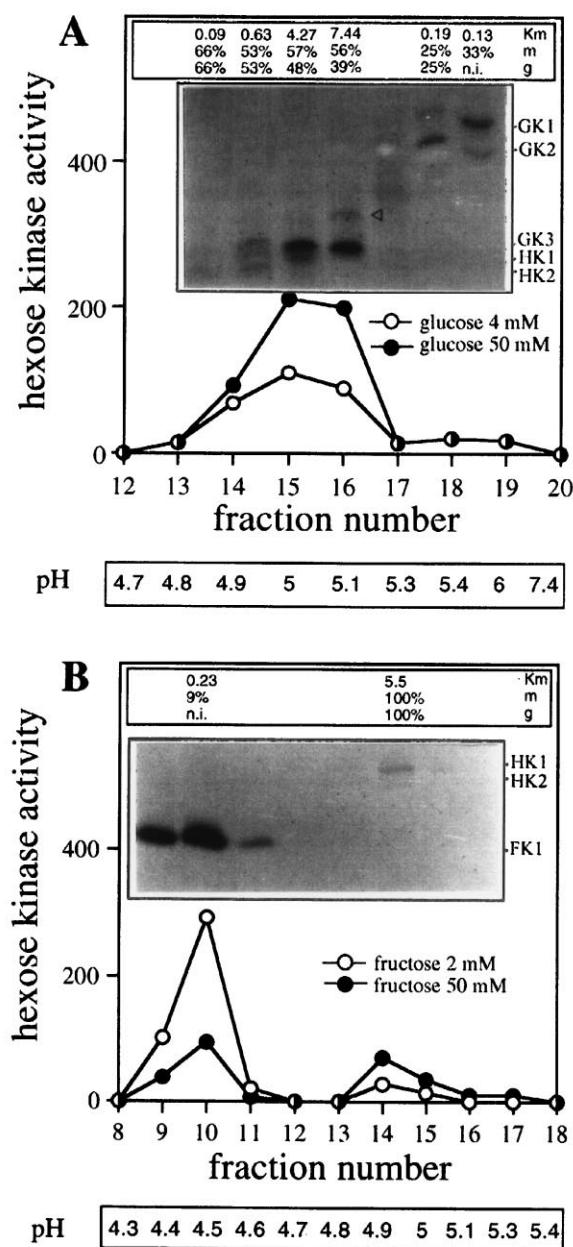 A
0.09 0.63 4.27 7.44 0.19 0.13 Km
66% 53% 57% 56% 25% 33% m
66% 53% 48% 39% 25% n.i. g
GK1
GK2
GK3
HK1
HK2
hexose kinase activity
400
200
0
glucose 4 mM
glucose 50 mM
12 13 14 15 16 17 18 19 20
fraction number
pH 4.7 4.8 4.9 5 5.1 5.3 5.4 6 7.4
B
0.23 5.5 Km
9% 100% m
n.i. 100% g
HK1
HK2
FK1
hexose kinase activity
400
200
0
fructose 2 mM
fructose 50 mM
8 9 10 11 12 13 14 15 16 17 18
fraction number
pH 4.3 4.4 4.5 4.6 4.7 4.8 4.9 5 5.1 5.3 5.4